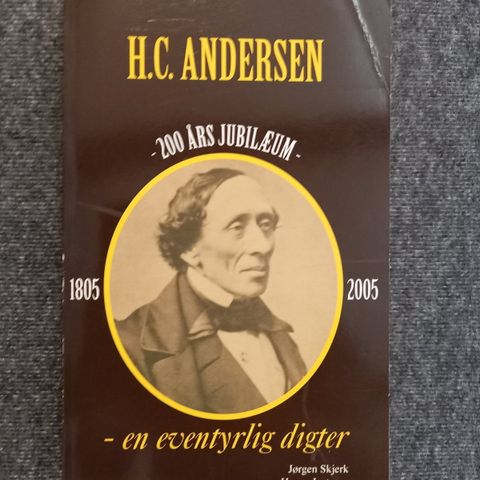 H.C. ANDERSEN
- 200 ÅRS JUBILÆUM -
1805
2005
- en eventyrlig digter
Jørgen Skjerk